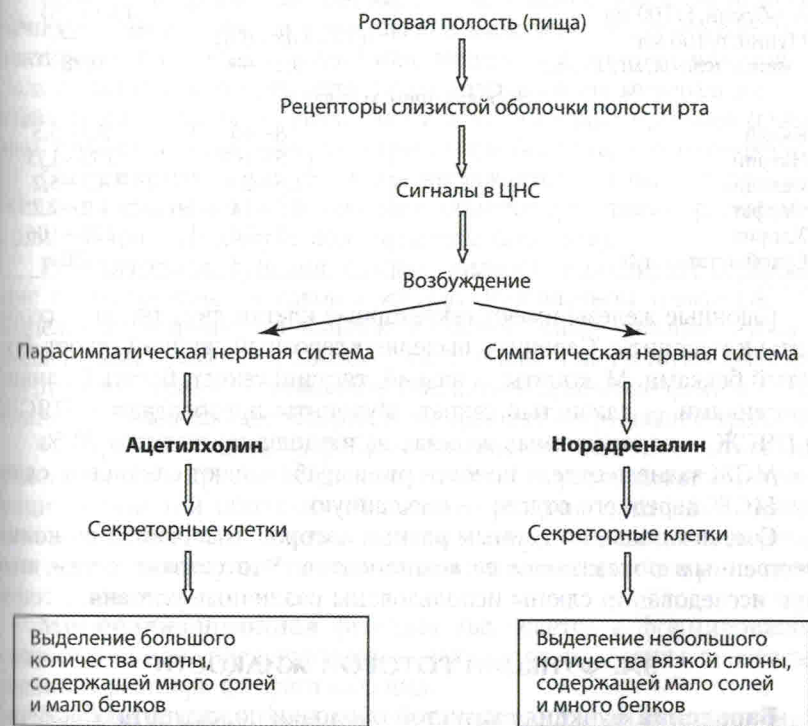 Ротовая полость (пища)
Рецепторы слизистой оболочки полости рта
Сигналы в ЦНС
Возбуждение
Парасимпатическая нервная система
Симпатическая нервная система
Ацетилхолин
Норадреналин
Секреторные клетки
Секреторные клетки
Выделение большого
количества слюны,
содержащей много солей
и мало белков
Выделение небольшого
количества вязкой слюны,
содержащей мало солей
и много белков